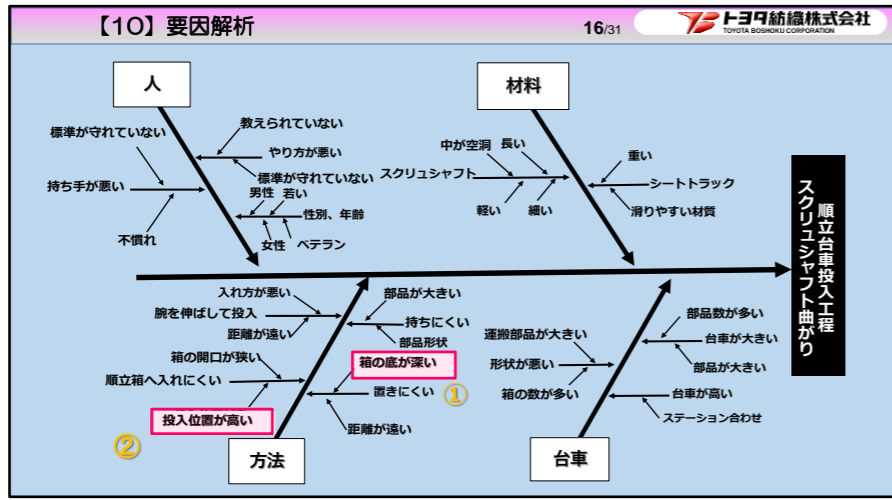 【10】要因解析
16/31
トヨタ紡織株式会社
TOYOTA BOSHOKU CORPORATION
人
材料
標準が守れていない
教えられていない
やり方が悪い
標準が守れていない
持ち手が悪い
不慣れ
男性
若い
性別、年齢
女性
ベテラン
中が空洞
長い
スクリュシャフト
軽い
細い
重い
シートトラック
滑りやすい材質
順立台車投入工程
スクリュシャフト曲がり
入れ方が悪い
腕を伸ばして投入
距離が遠い
部品が大きい
持ちにくい
部品形状
箱の開口が狭い
順立箱へ入れにくい
投入位置が高い
②
箱の底が深い
置きにくい
①
距離が遠い
方法
運搬部品が大きい
形状が悪い
箱の数が多い
部品数が多い
台車が大きい
部品が大きい
台車が高い
ステーション合わせ
台車